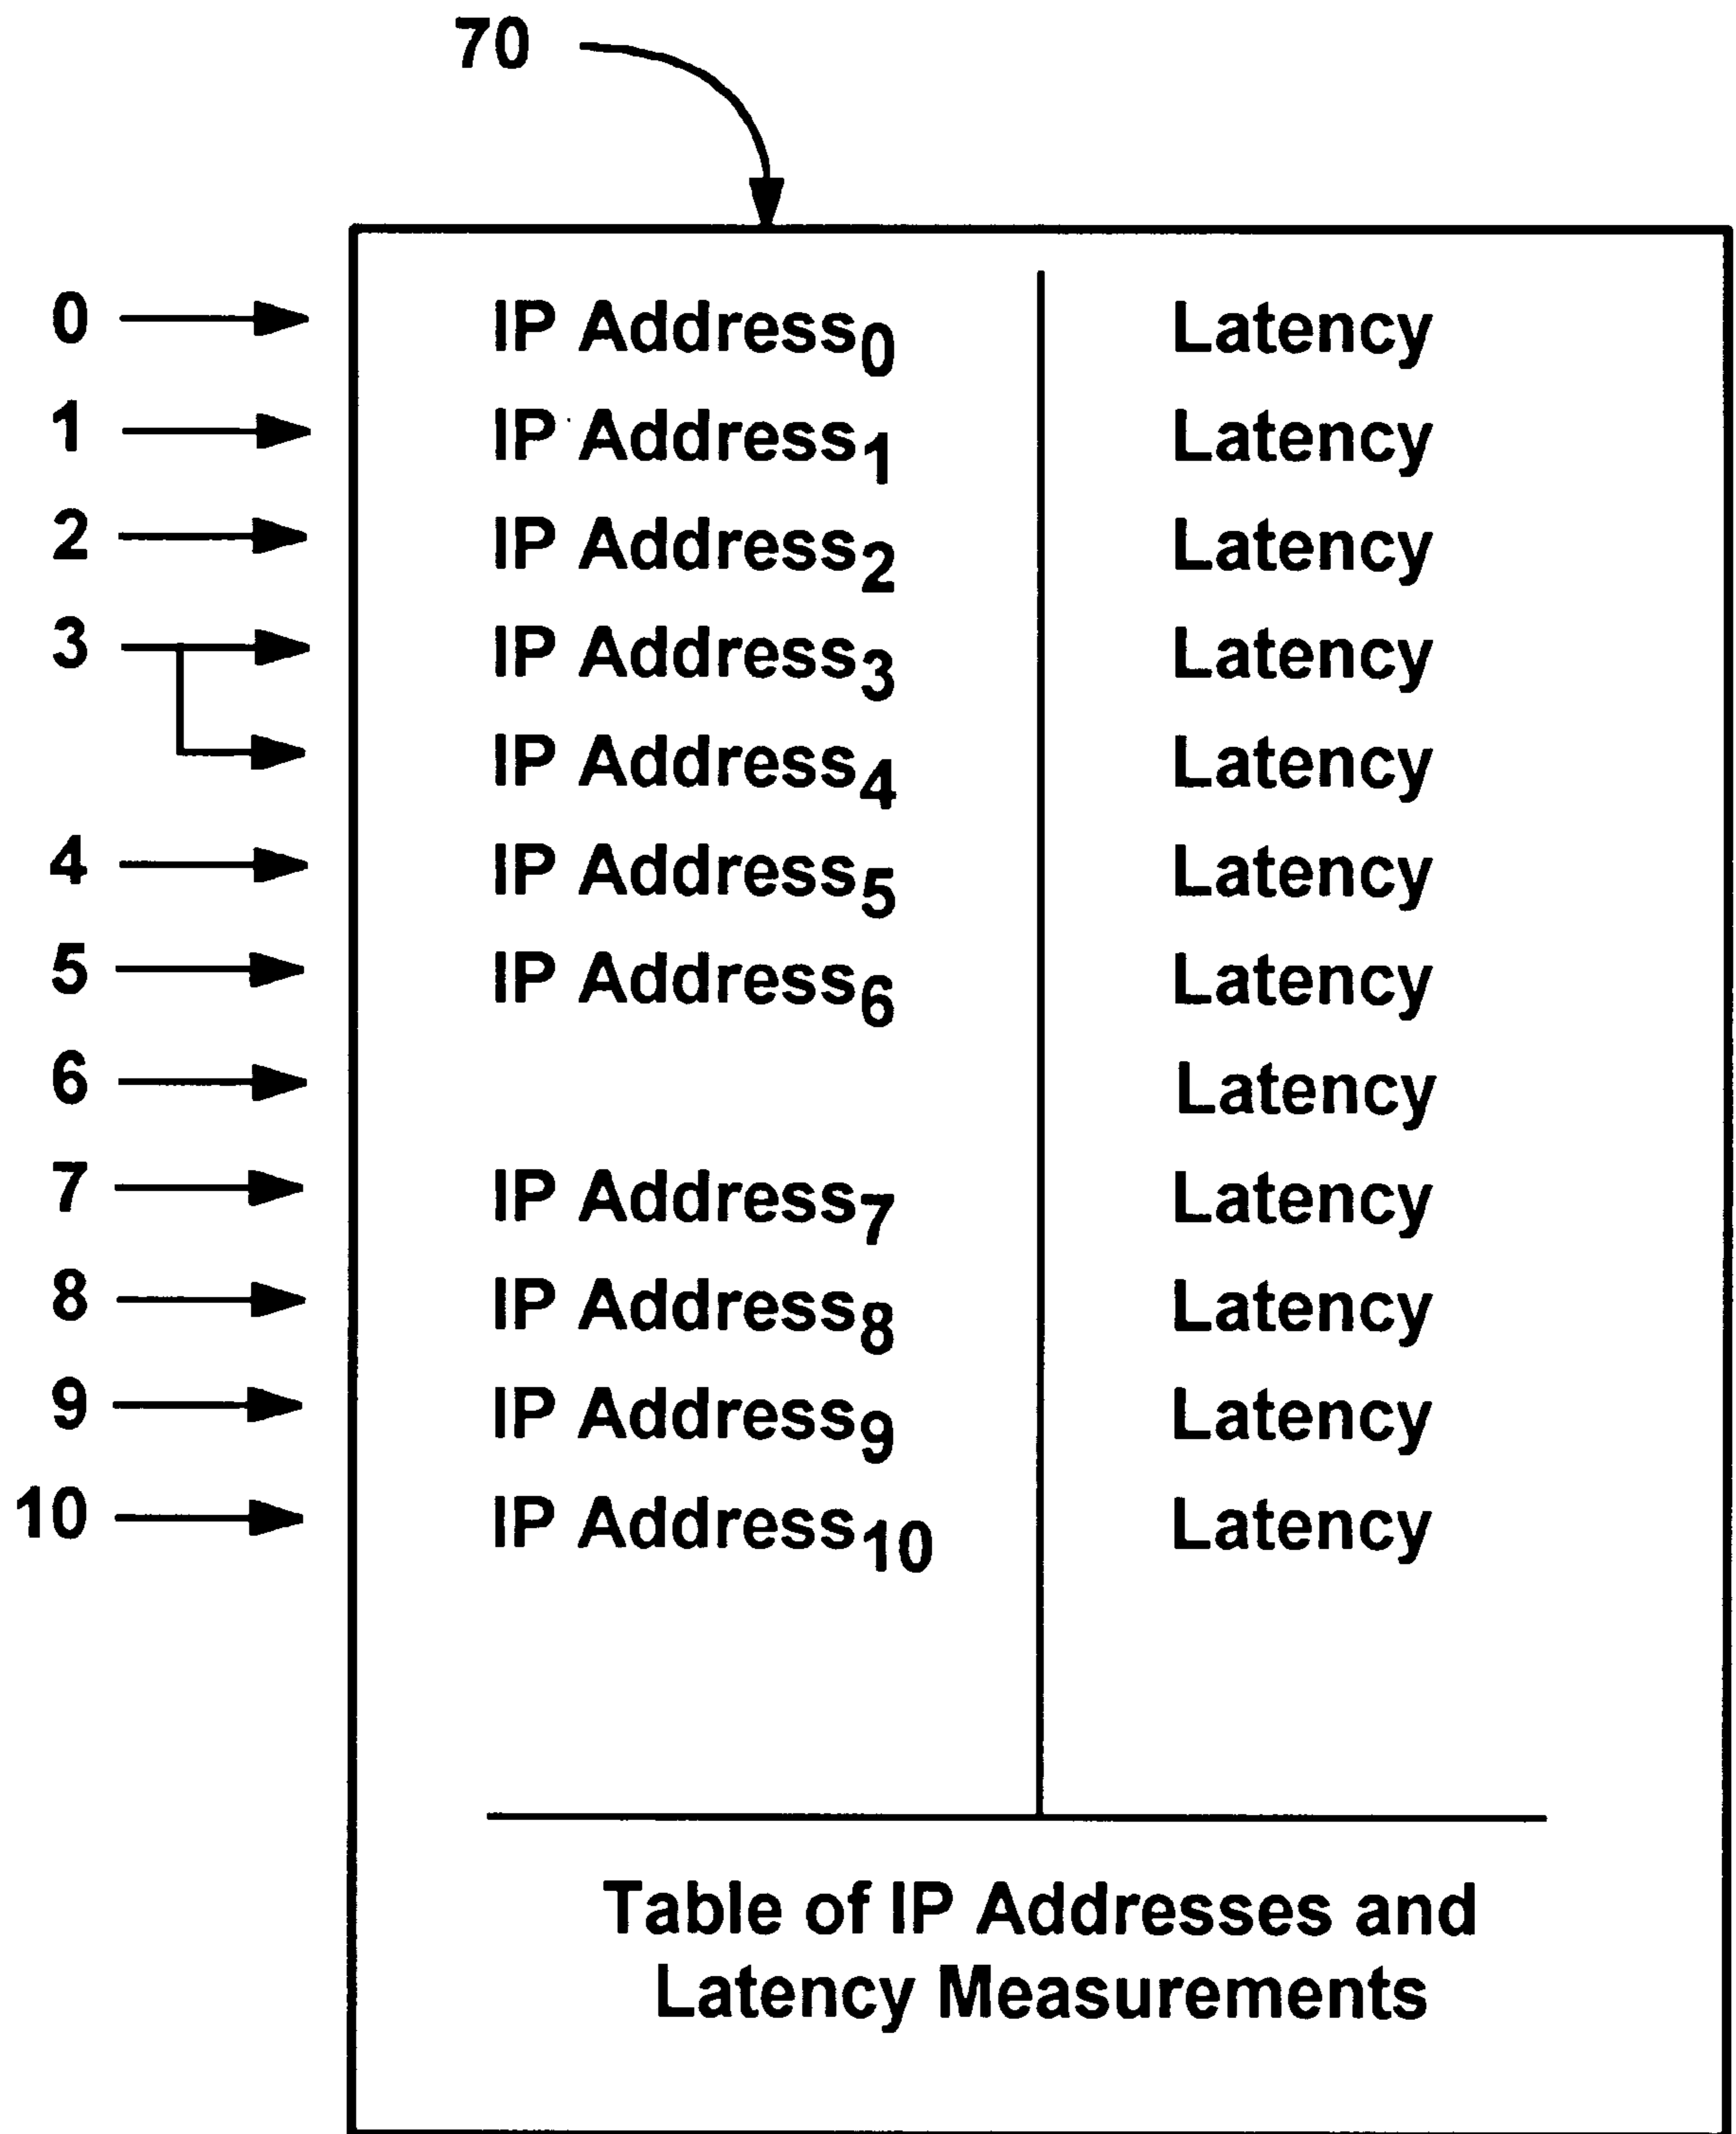 70
0 IP Address0 Latency
1 IP Address1 Latency
2 IP Address2 Latency
3 IP Address3 Latency
IP Address4 Latency
4 IP Address5 Latency
5 IP Address6 Latency
6 Latency
7 IP Address7 Latency
8 IP Address8 Latency
9 IP Address9 Latency
10 IP Address10 Latency
Table of IP Addresses and
Latency Measurements